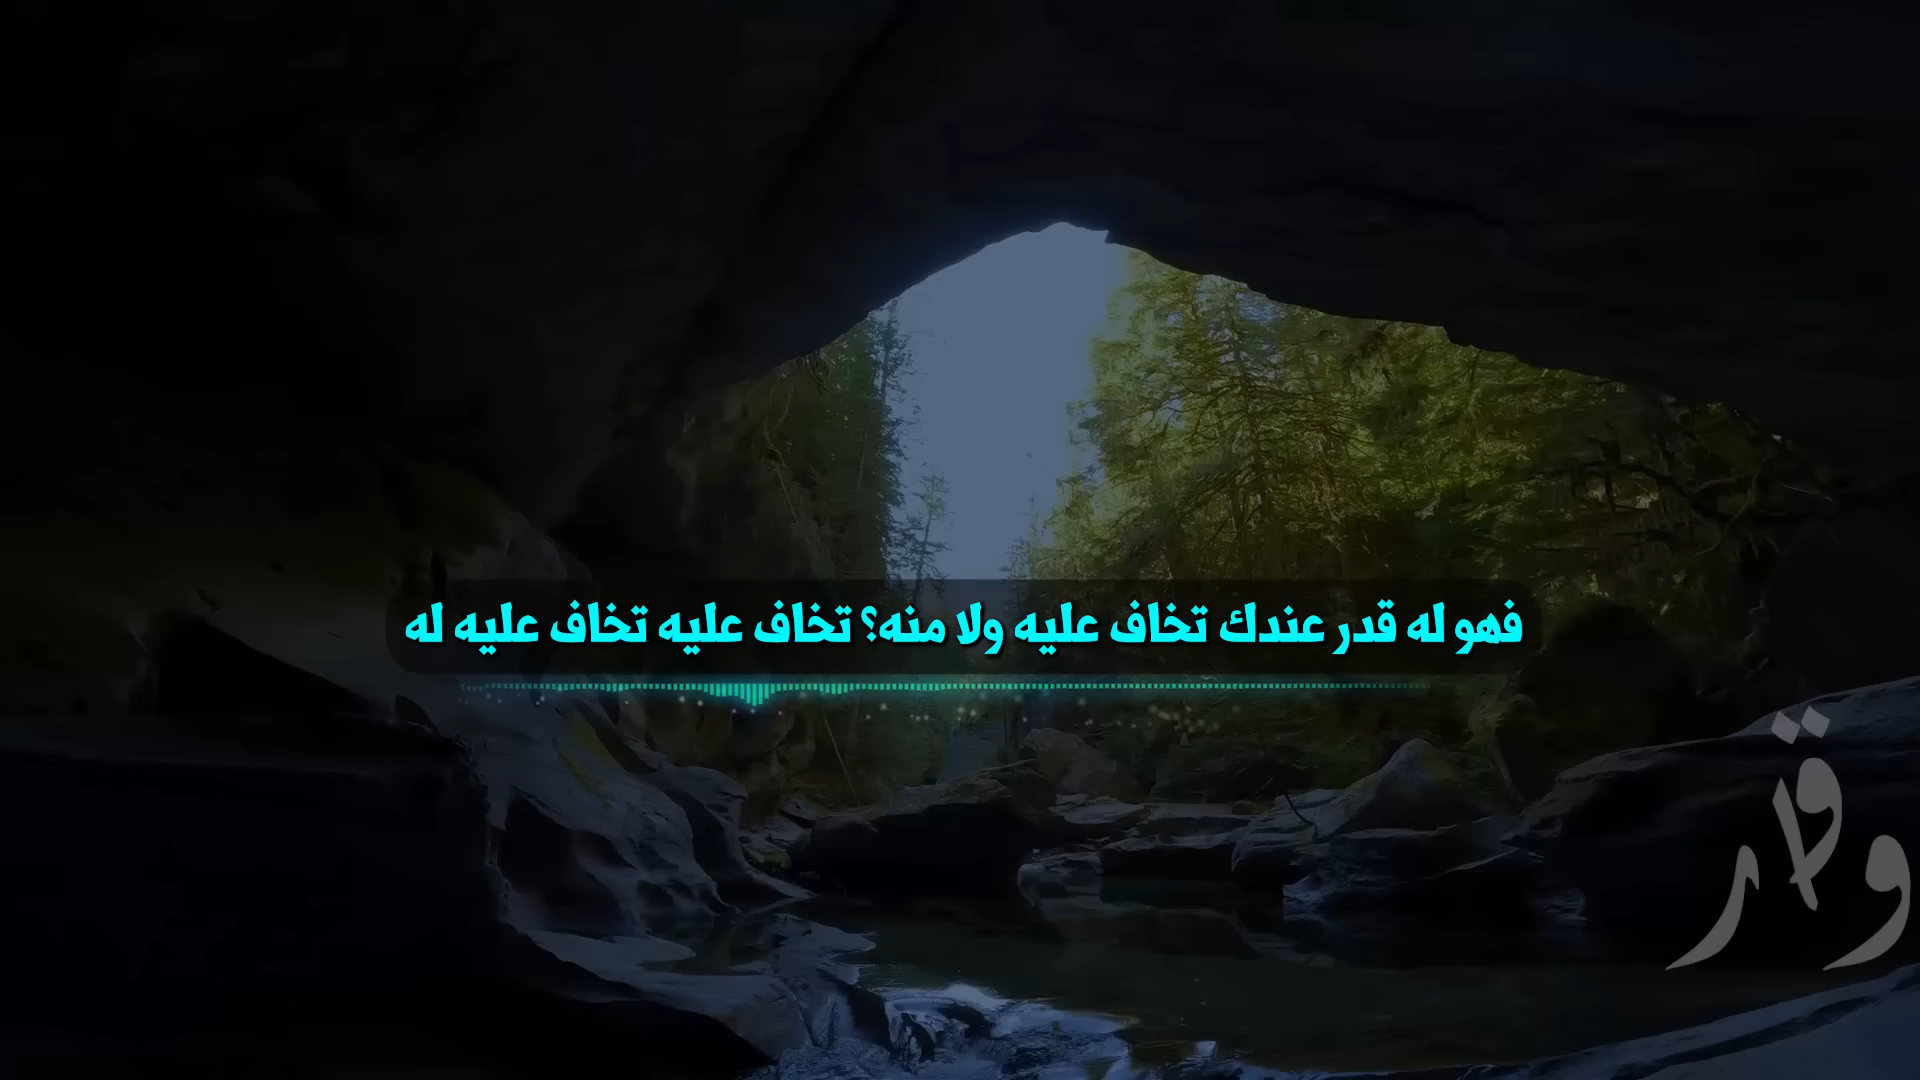 فهو له قدر عندك تخاف عليه ولا منه؟ تخاف عليه تخاف عليه له
وقار